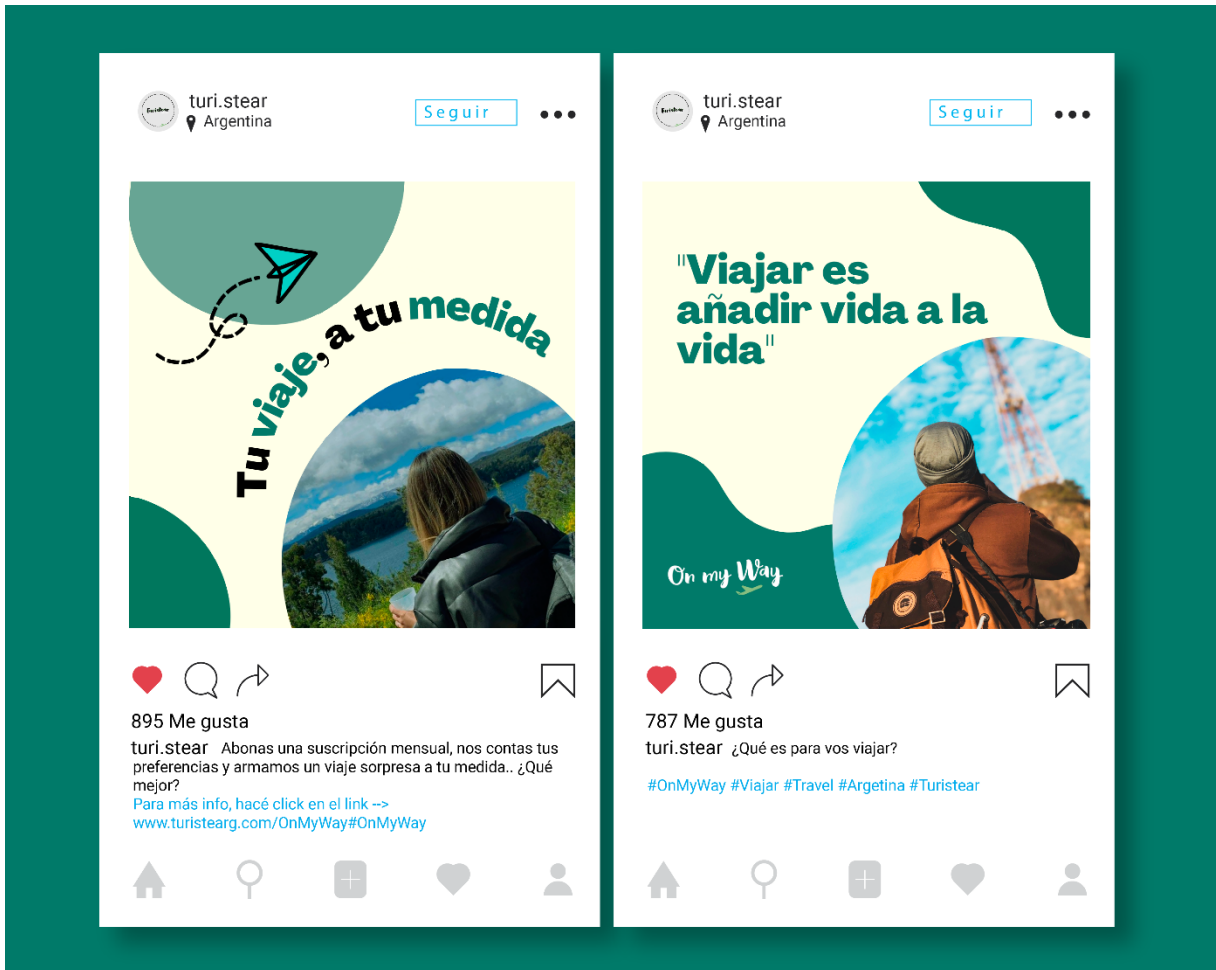 Turistear
turi.stear
Argentina
Seguir
Tu viaje, a tu medida
895 Me gusta
turi.stear Abonas una suscripción mensual, nos contas tus
preferencias y armamos un viaje sorpresa a tu medida.. ¿Qué
mejor?
Para más info, hacé click en el link -->
www.turistearg.com/OnMyWay#OnMyWay
Turistear
turi.stear
Argentina
Seguir
"Viajar es
añadir vida a la
vida"
On my Way
787 Me gusta
turi.stear ¿Qué es para vos viajar?
#OnMyWay #Viajar #Travel #Argetina #Turistear